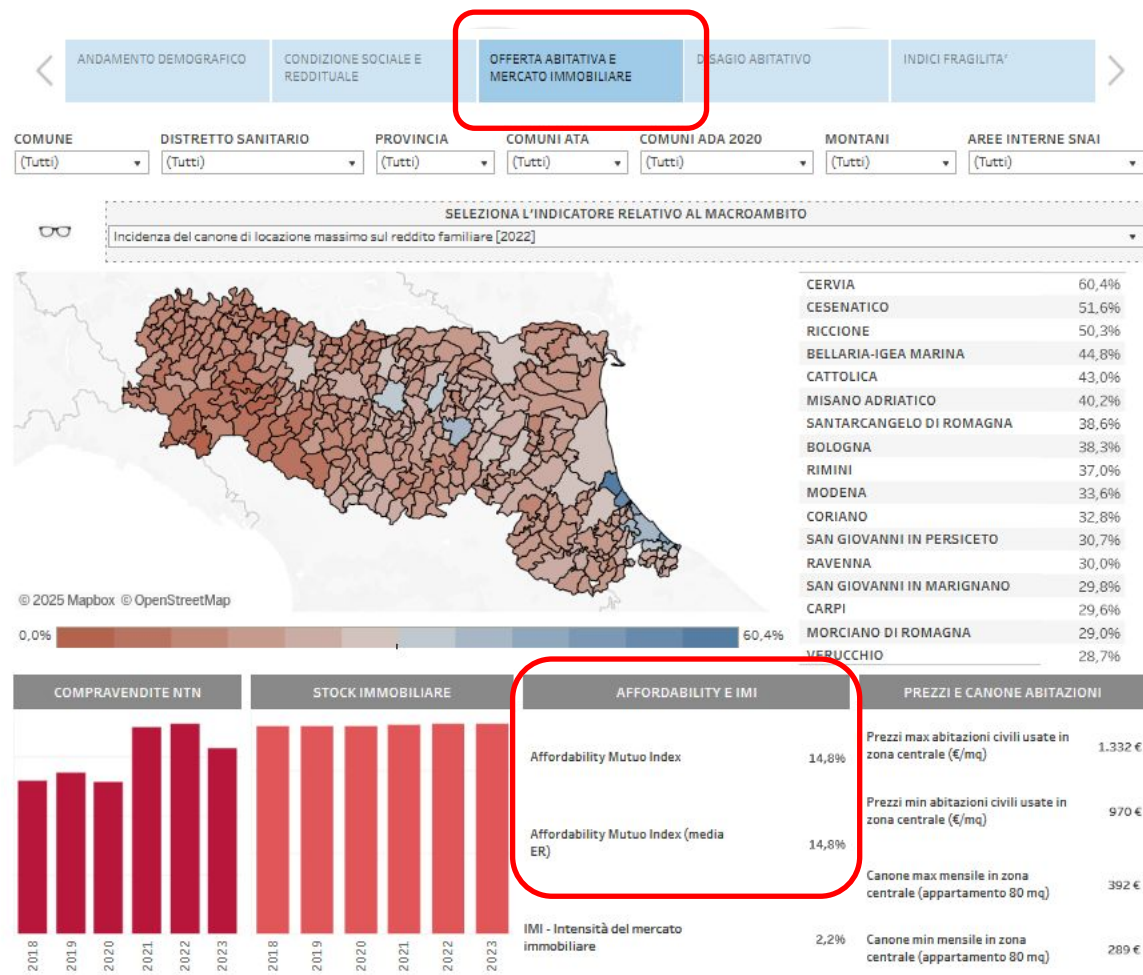 ANDAMENTO DEMOGRAFICO
CONDIZIONE SOCIALE E
REDDITUALE
OFFERTA ABITATIVA E
MERCATO IMMOBILIARE
DISAGIO ABITATIVO
INDICI FRAGILITA'
COMUNE
DISTRETTO SANITARIO
PROVINCIA
COMUNI ATA
COMUNI ADA 2020
MONTANI
AREE INTERNE SNAI
(Tutti)
(Tutti)
(Tutti)
(Tutti)
(Tutti)
(Tutti)
(Tutti)
SELEZIONA L'INDICATORE RELATIVO AL MACROAMBITO
Incidenza del canone di locazione massimo sul reddito familiare [2022]
CERVIA 60,4%
CESENATICO 51,6%
RICCIONE 50,3%
BELLARIA-IGEA MARINA 44,8%
CATTOLICA 43,0%
MISANO ADRIATICO 40,2%
SANTARCANGELO DI ROMAGNA 38,6%
BOLOGNA 38,3%
RIMINI 37,0%
MODENA 33,6%
CORIANO 32,8%
SAN GIOVANNI IN PERSICETO 30,7%
RAVENNA 30,0%
SAN GIOVANNI IN MARIGNANO 29,8%
CARPI 29,6%
MORCIANO DI ROMAGNA 29,0%
VERUCCHIO 28,7%
© 2025 Mapbox © OpenStreetMap
0,0% 60,4%
COMPRAVENDITE NTN
2018 2019 2020 2021 2022 2023
STOCK IMMOBILIARE
2018 2019 2020 2021 2022 2023
AFFORDABILITY E IMI
Affordability Mutuo Index 14,8%
Affordability Mutuo Index (media
ER) 14,8%
IMI - Intensità del mercato
immobiliare 2,2%
PREZZI E CANONE ABITAZIONI
Prezzi max abitazioni civili usate in
zona centrale (€/mq) 1.332 €
Prezzi min abitazioni civili usate in
zona centrale (€/mq) 970 €
Canone max mensile in zona
centrale (appartamento 80 mq) 392 €
Canone min mensile in zona
centrale (appartamento 80 mq) 289 €